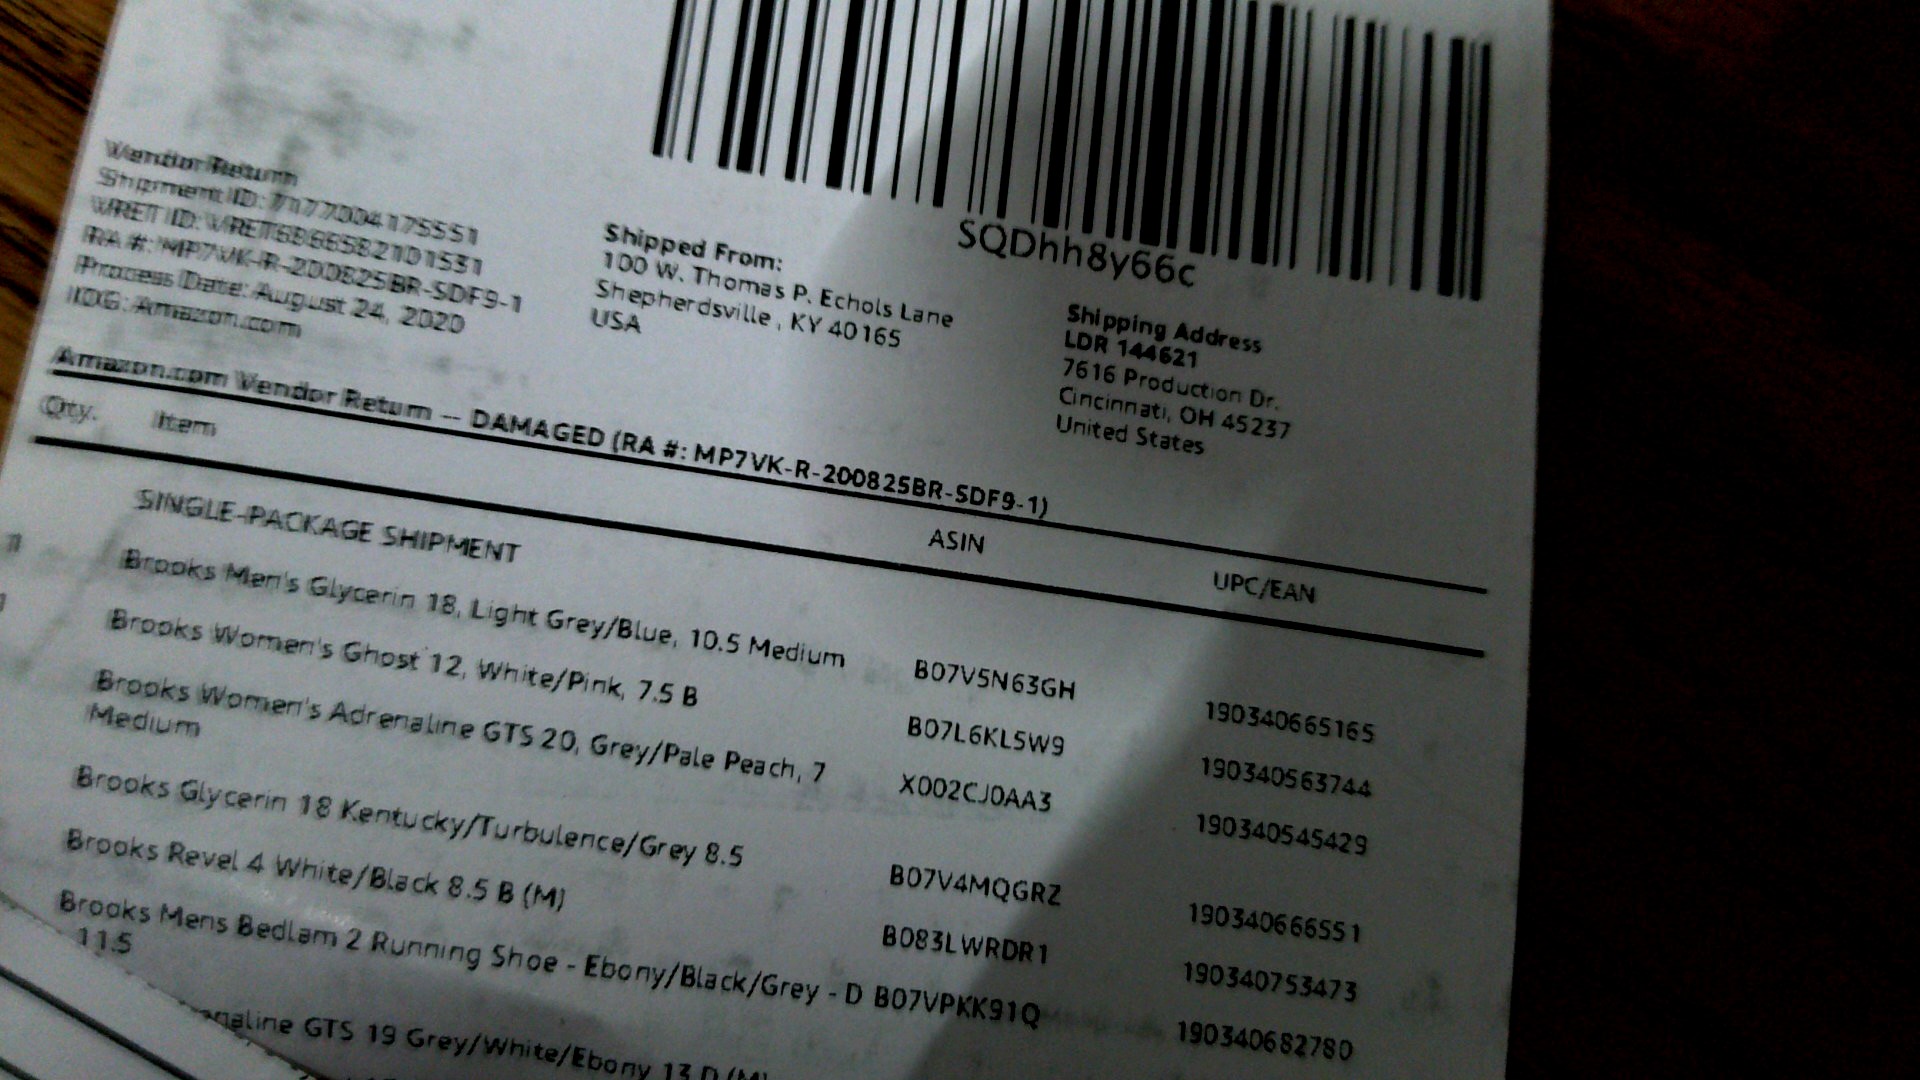 SQDhh8y66c
Vendor Return
Shipment ID: 7177004175551
RA #: MP7VK-R-200825BR-SDF9-1
Process Date: August 24, 2020
IOG: Amazon.com
Shipped From:
100 W. Thomas P. Echols Lane
Shepherdsville, KY 40165
USA
Shipping Address
LDR 144621
7616 Production Dr.
Cincinnati, OH 45237
United States
Amazon.com Vendor Return -- DAMAGED (RA #: MP7VK-R-200825BR-SDF9-1)
Qty. Item ASIN UPC/EAN
SINGLE-PACKAGE SHIPMENT
1 Brooks Men's Glycerin 18, Light Grey/Blue, 10.5 Medium B07V5N63GH 190340665165
1 Brooks Women's Ghost 12, White/Pink, 7.5 B B07L6KL5W9 190340563744
Brooks Women's Adrenaline GTS 20, Grey/Pale Peach, 7 X002CJ0AA3 190340545429
Medium
Brooks Glycerin 18 Kentucky/Turbulence/Grey 8.5 B07V4MQGRZ 190340666551
Brooks Revel 4 White/Black 8.5 B (M) B083LWRDR1 190340753473
Brooks Mens Bedlam 2 Running Shoe - Ebony/Black/Grey - D B07VPKK91Q 190340682780
11.5
GTS 19 Grey/White/Ebony 13 D (M)